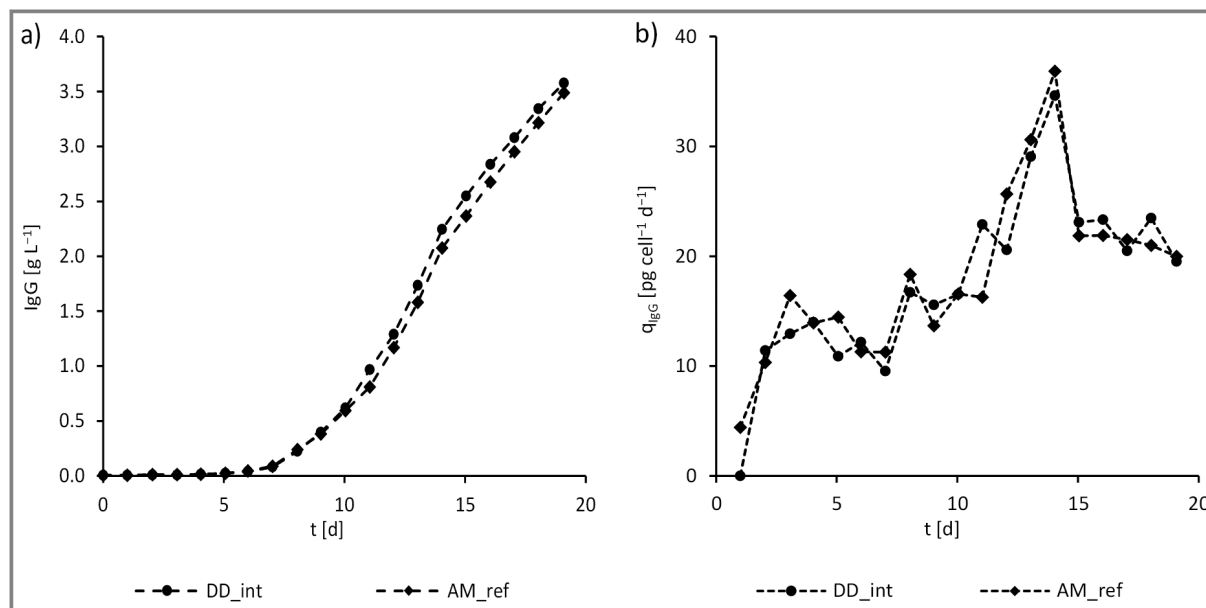 a)
4.0
3.5
3.0
2.5
2.0
1.5
1.0
0.5
0.0
IgG [g L⁻¹]
0 5 10 15 20
t [d]
DD_int AM_ref
b)
40
30
20
10
0
qIgG [pg cell⁻¹ d⁻¹]
0 5 10 15 20
t [d]
DD_int AM_ref